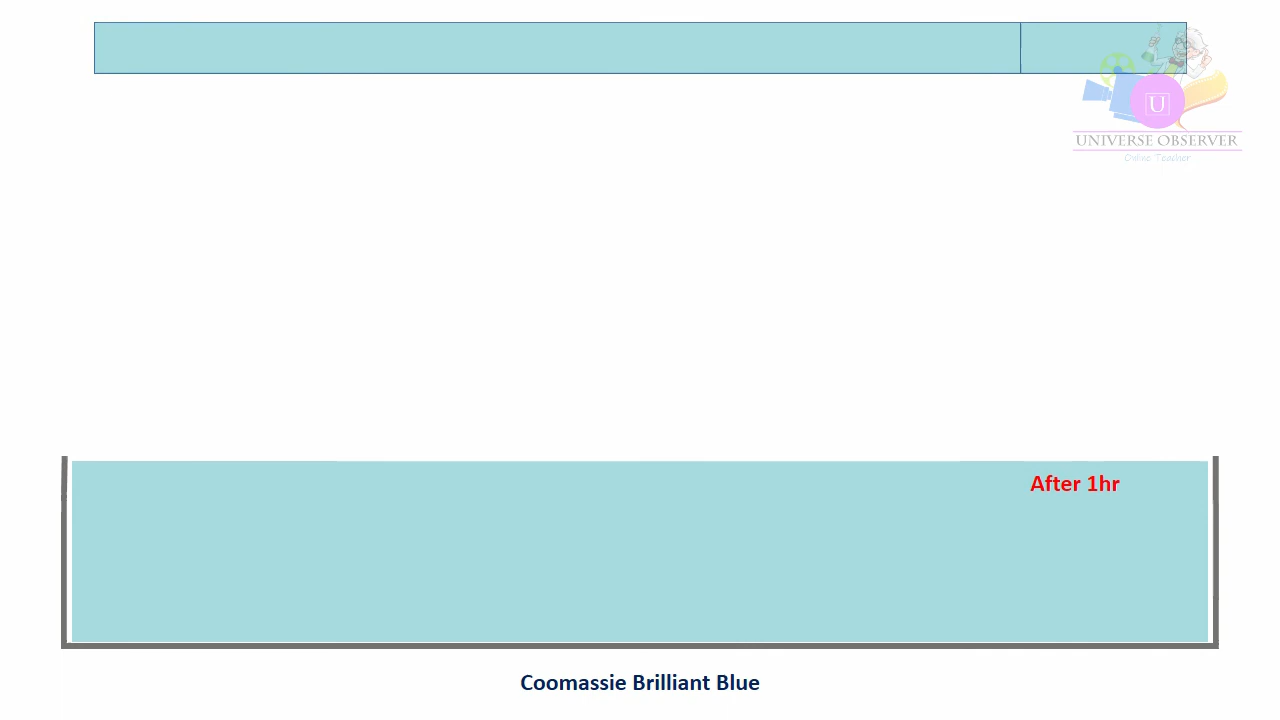 U
UNIVERSE OBSERVER
Online Teacher
After 1hr
Coomassie Brilliant Blue